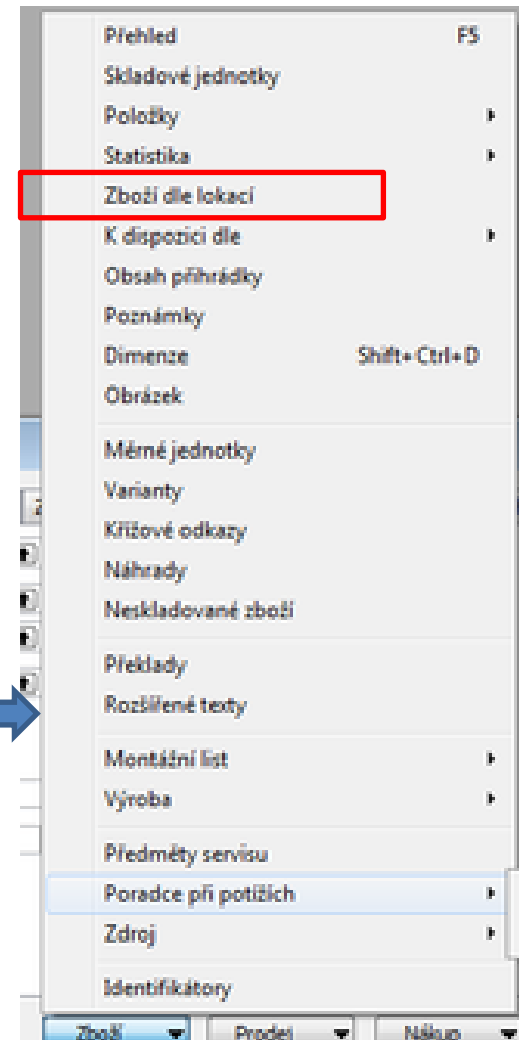 Přehled F5
Skladové jednotky
Položky
Statistika
Zboží dle lokací
K dispozici dle
Obsah přihrádky
Poznámky
Dimenze Shift+Ctrl+D
Obrázek
Měrné jednotky
Varianty
Křížové odkazy
Náhrady
Neskladované zboží
Překlady
Rozšířené texty
Montážní list
Výroba
Předměty servisu
Poradce při potížích
Zdroj
Identifikátory
Zboží Prodej Nákup